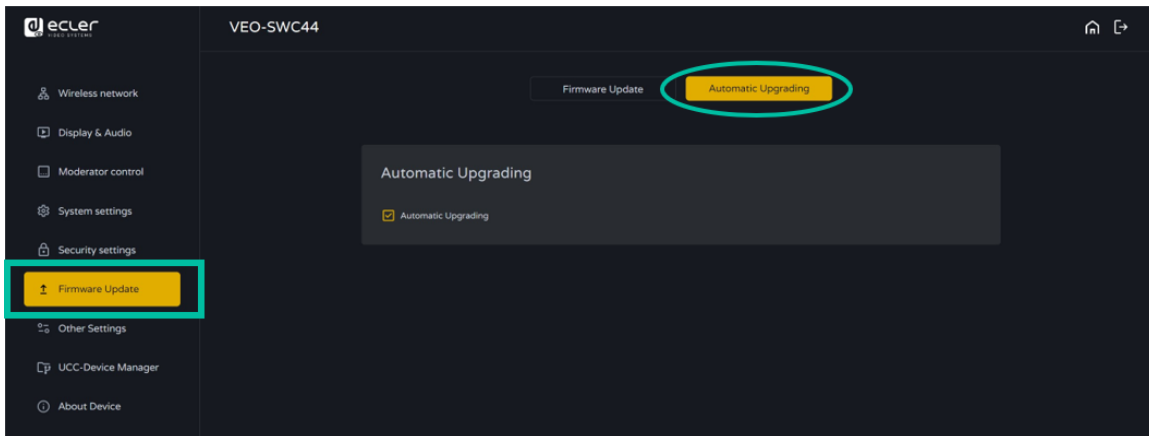 ecler
VIDEO SYSTEMS
VEO-SWC44
Wireless network
Display & Audio
Moderator control
System settings
Security settings
Firmware Update
Other Settings
UCC-Device Manager
About Device
Firmware Update
Automatic Upgrading
Automatic Upgrading
Automatic Upgrading